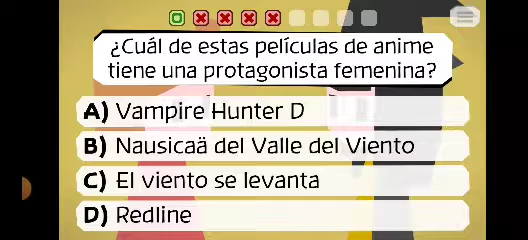 ¿Cuál de estas películas de anime
tiene una protagonista femenina?
A) Vampire Hunter D
B) Nausicaä del Valle del Viento
C) El viento se levanta
D) Redline